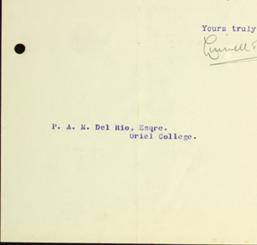 Yours truly
P. A. M. Del Rio, Esqre.
Oriel College.